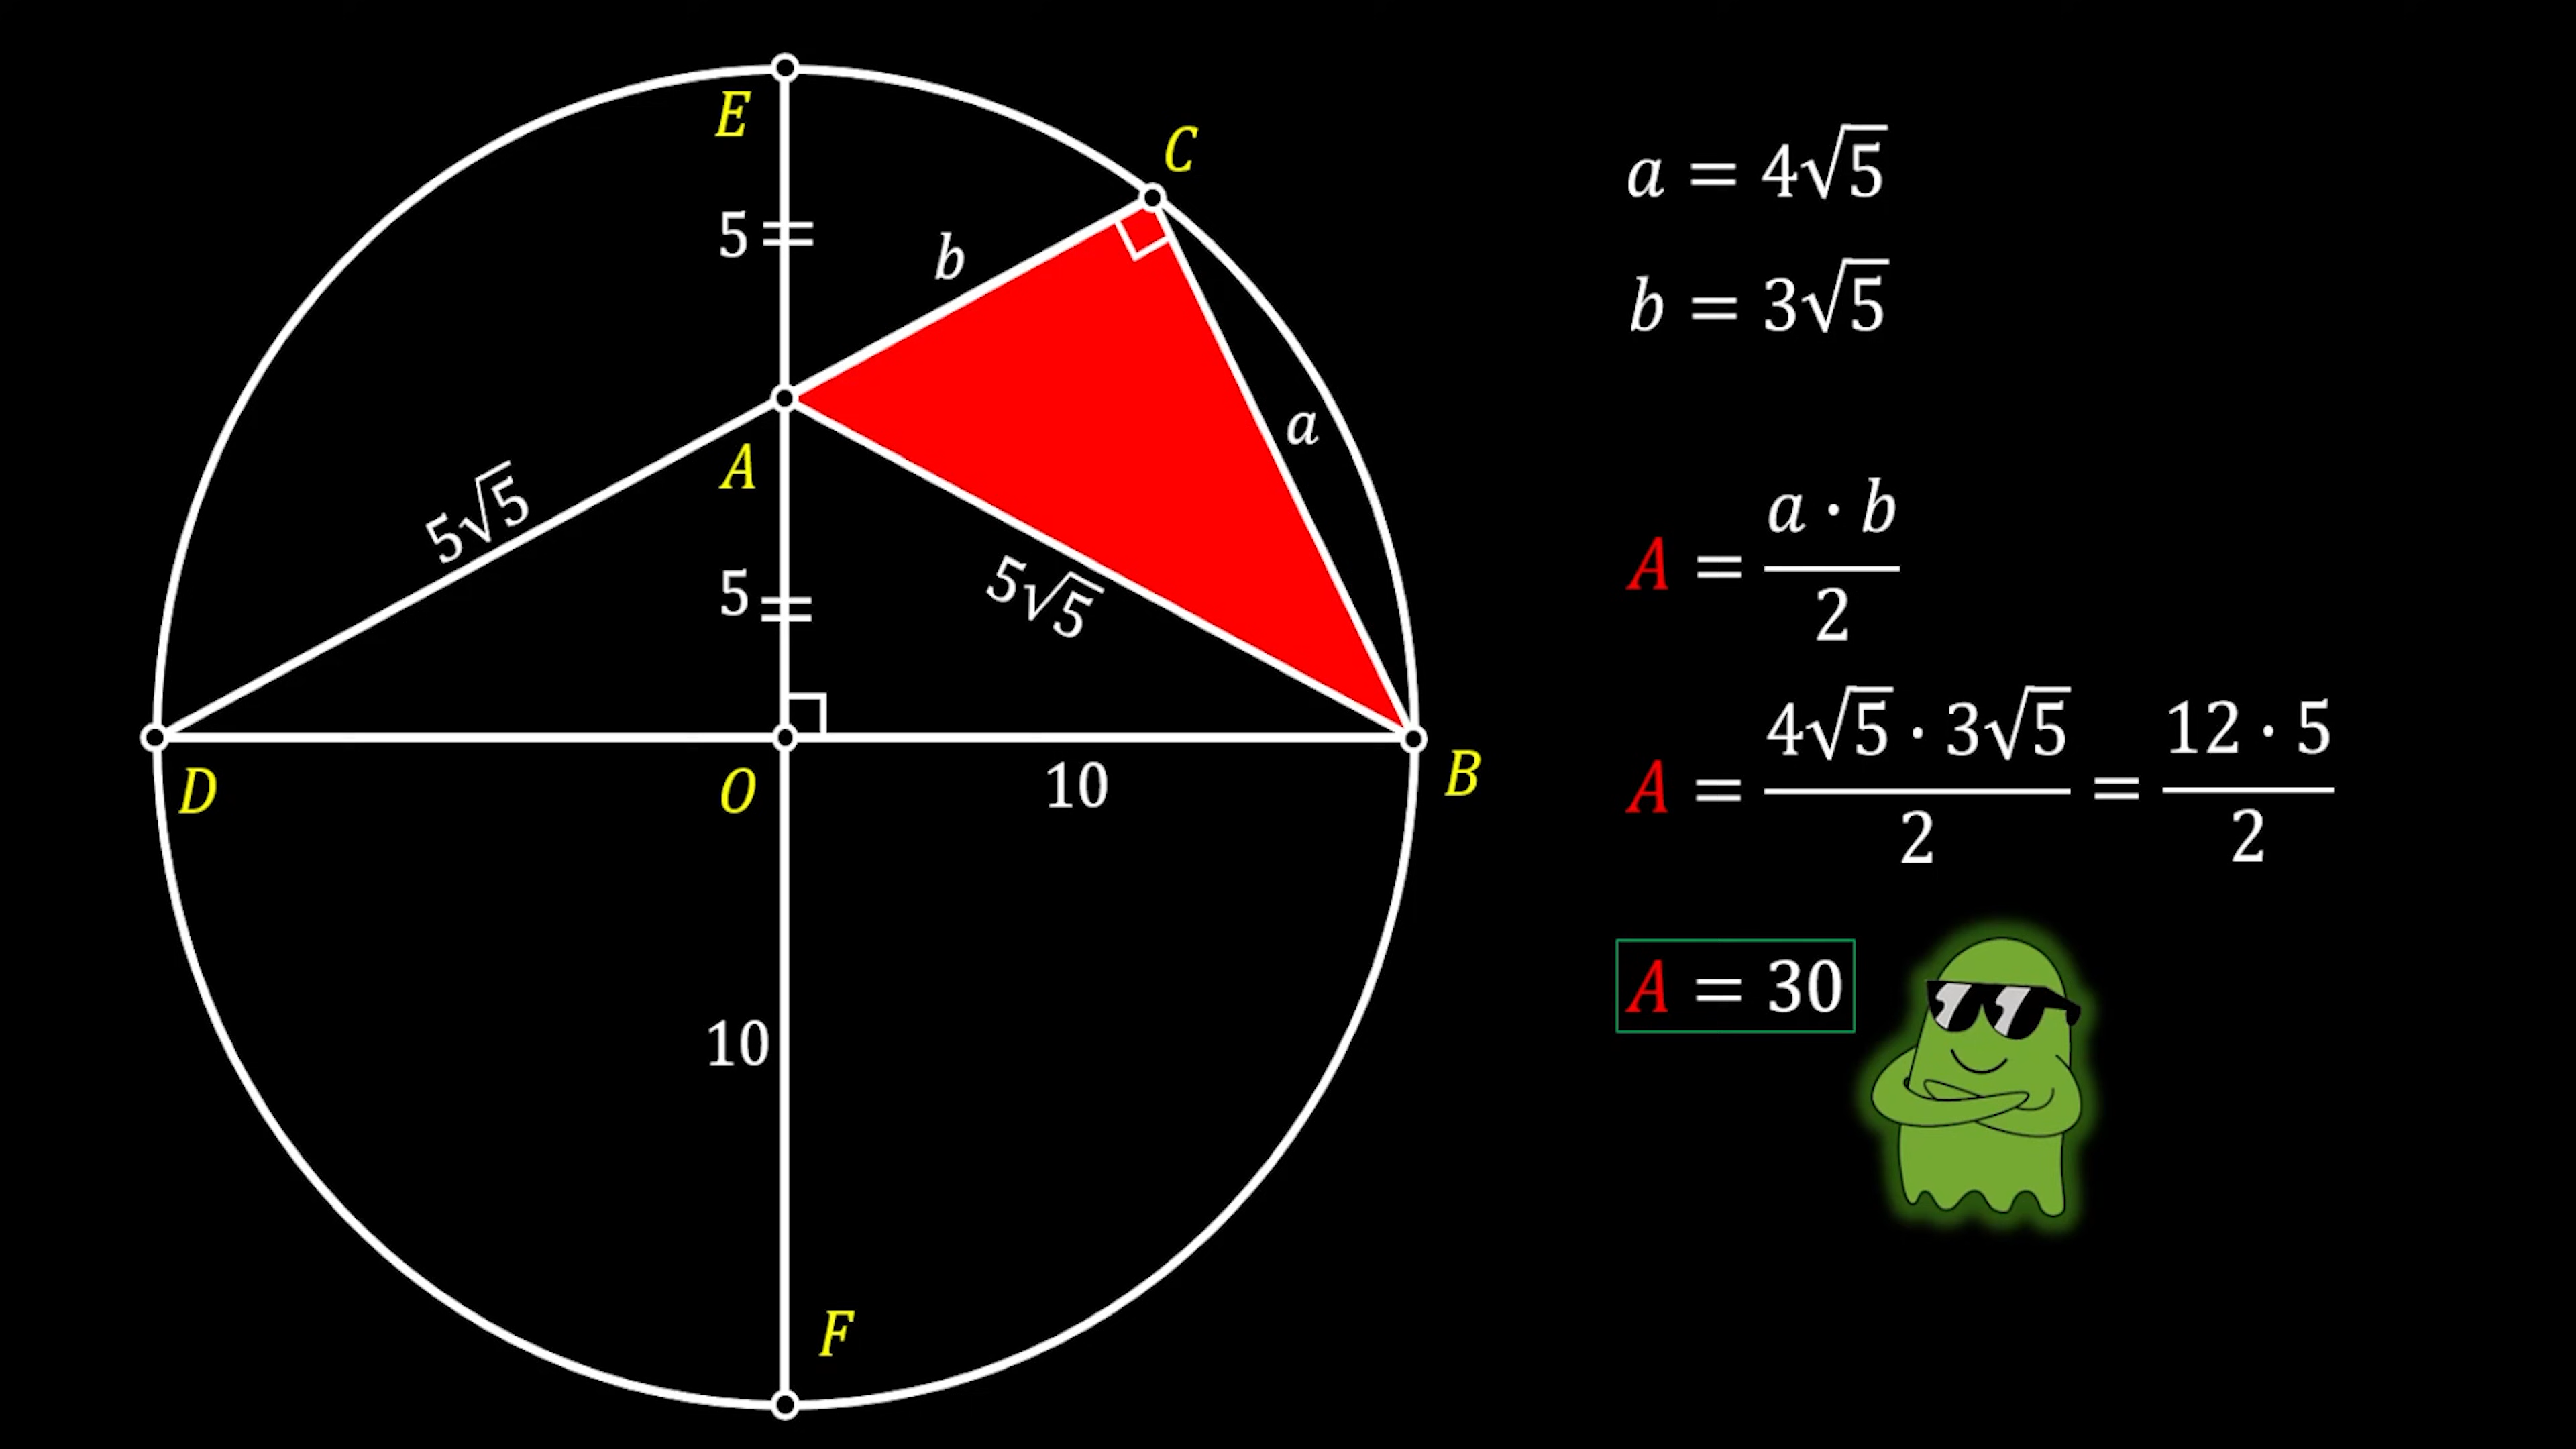 E
C
5
b
A
a
5√5
5
5√5
D
O
10
B
10
F
a = 4√5
b = 3√5
A = a · b / 2
A = 4√5 · 3√5 / 2 = 12 · 5 / 2
A = 30